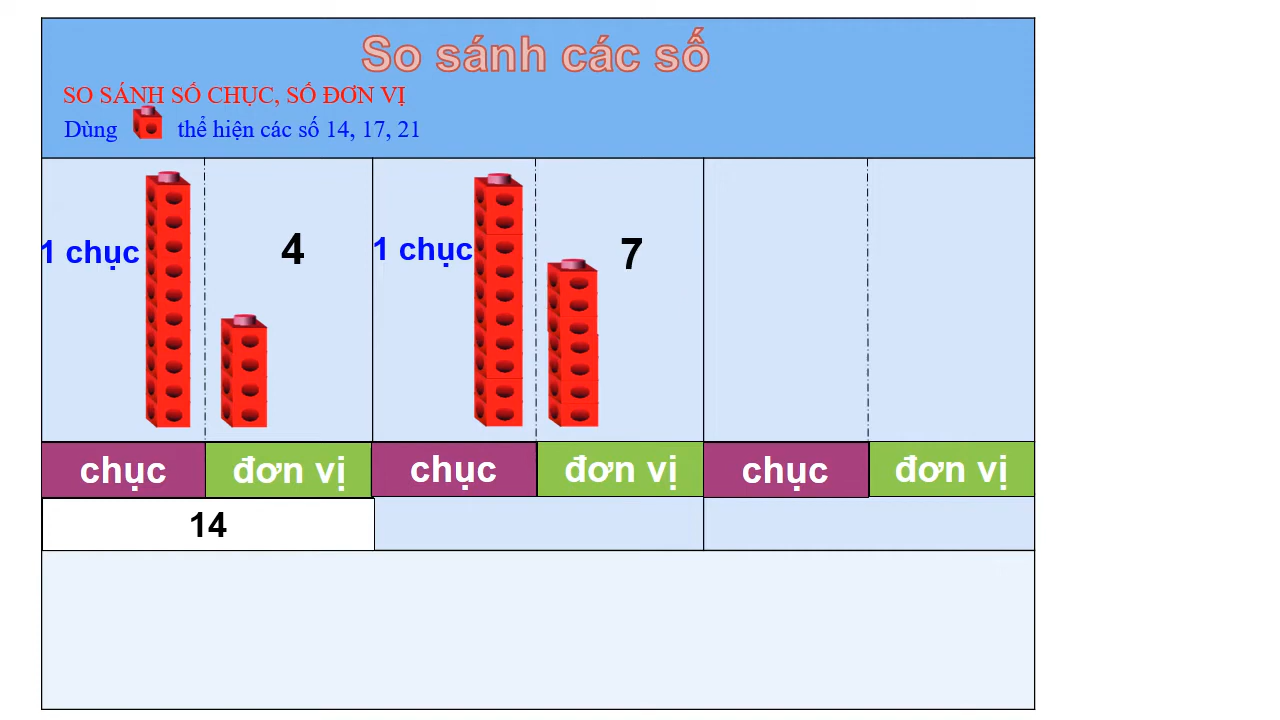 So sánh các số
SO SÁNH SỐ CHỤC, SỐ ĐƠN VỊ
Dùng thể hiện các số 14, 17, 21
1 chục 4 1 chục 7
chục đơn vị chục đơn vị chục đơn vị
14